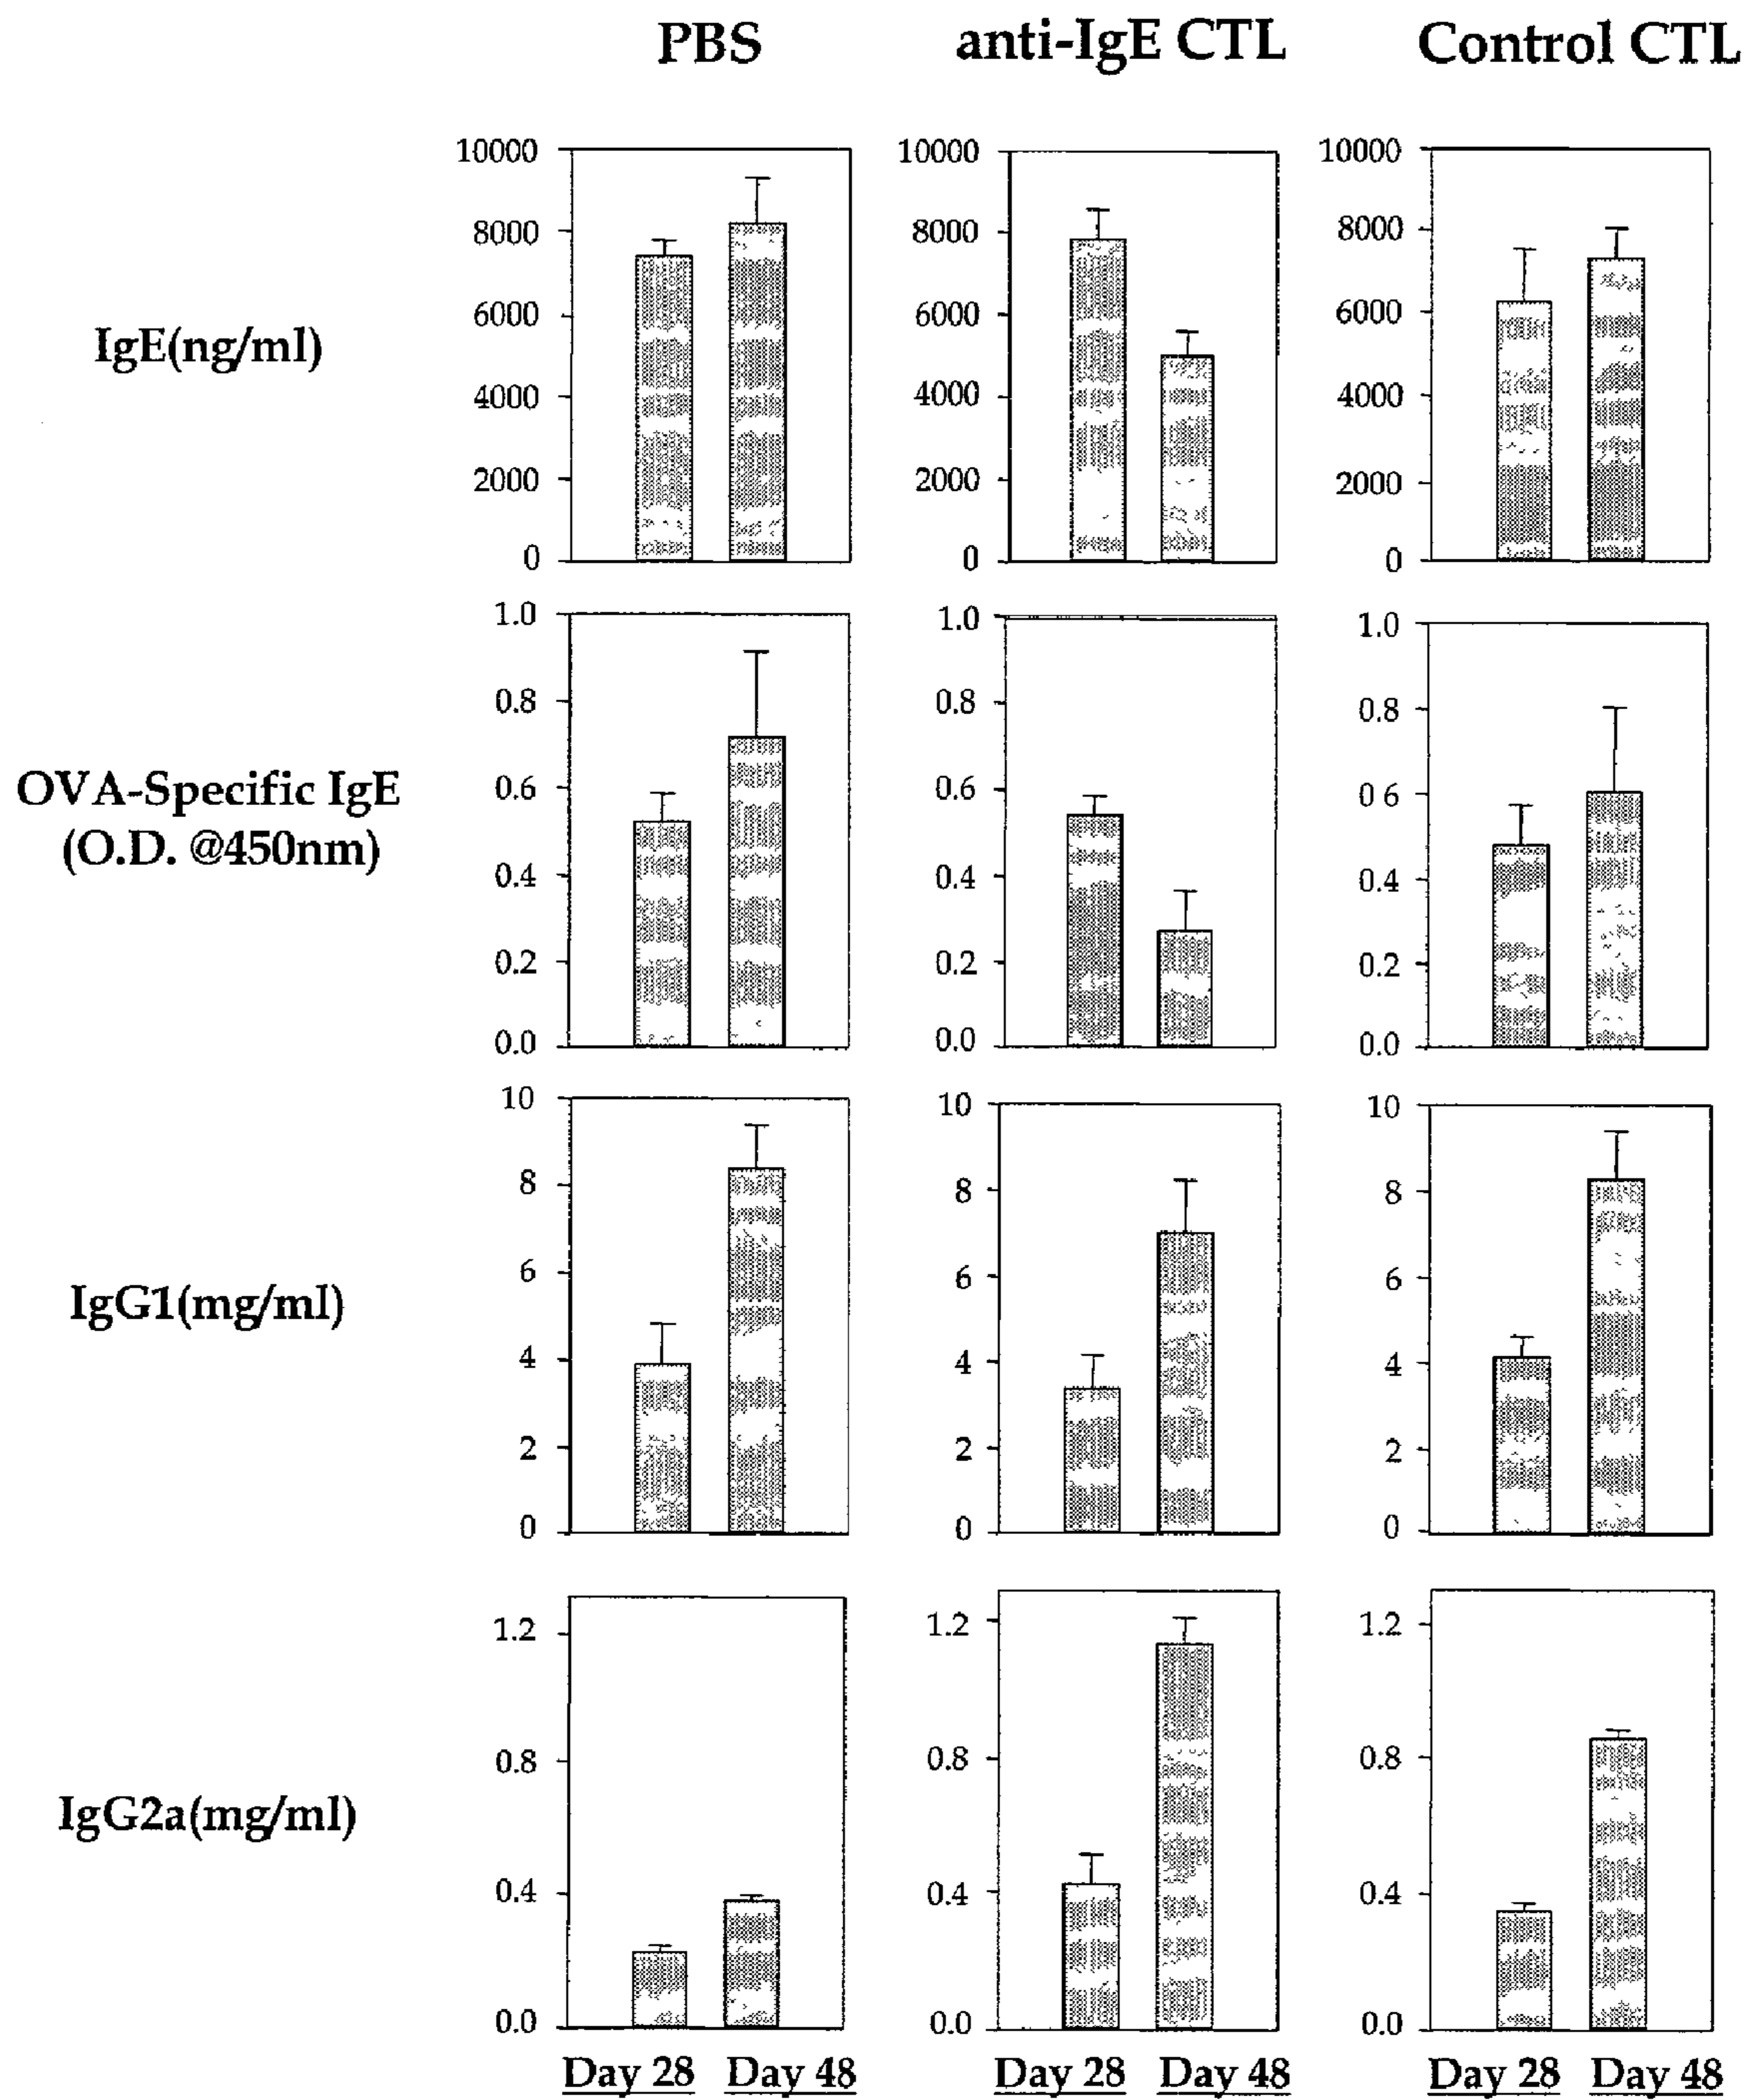 PBS anti-IgE CTL Control CTL
IgE(ng/ml)
10000 10000 10000
8000 8000 8000
6000 6000 6000
4000 4000 4000
2000 2000 2000
0 0 0
OVA-Specific IgE
(O.D. @450nm)
1.0 1.0 1.0
0.8 0.8 0.8
0.6 0.6 0 6
0.4 0.4 0.4
0.2 0.2 0.2
0.0 0.0 0.0
IgG1(mg/ml)
10 10 10
8 8 8
6 6 6
4 4 4
2 2 2
0 0 0
IgG2a(mg/ml)
1.2 1.2 1.2
0.8 0.8 0.8
0.4 0.4 0.4
0.0 0.0 0.0
Day 28 Day 48 Day 28 Day 48 Day 28 Day 48